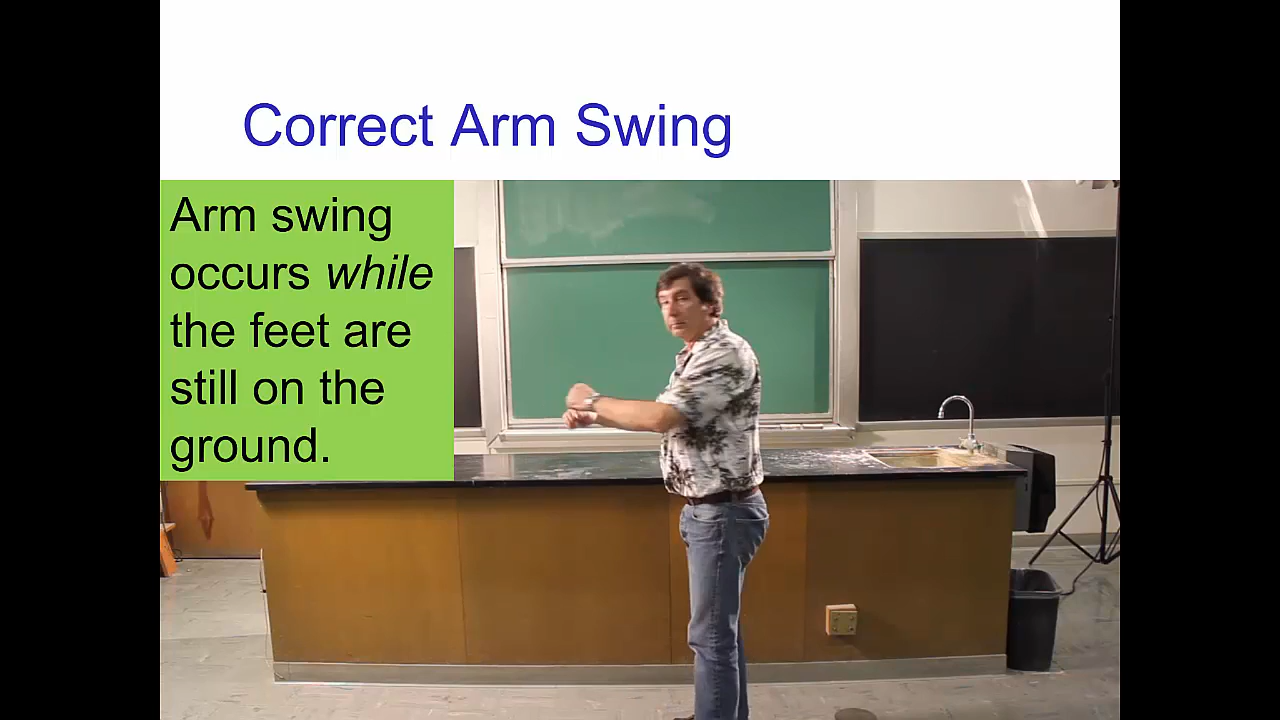 Correct Arm Swing
Arm swing
occurs while
the feet are
still on the
ground.